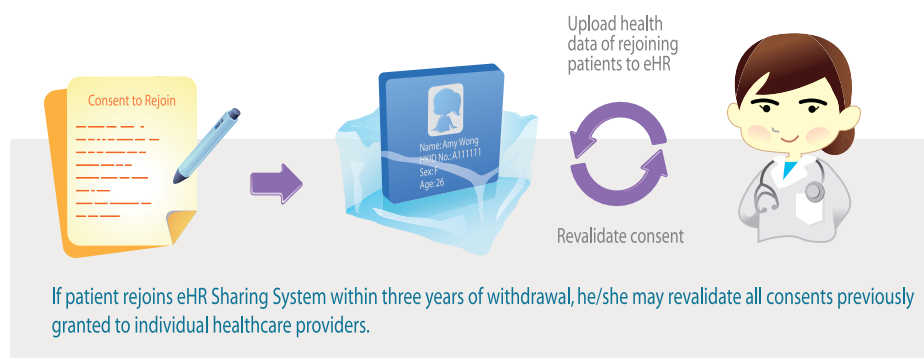 Upload health
data of rejoining
patients to eHR
Consent to Rejoin
Name: Amy Wong
HKID No.: A111111
Sex: F
Age: 26
Revalidate consent
If patient rejoins eHR Sharing System within three years of withdrawal, he/she may revalidate all consents previously
granted to individual healthcare providers.